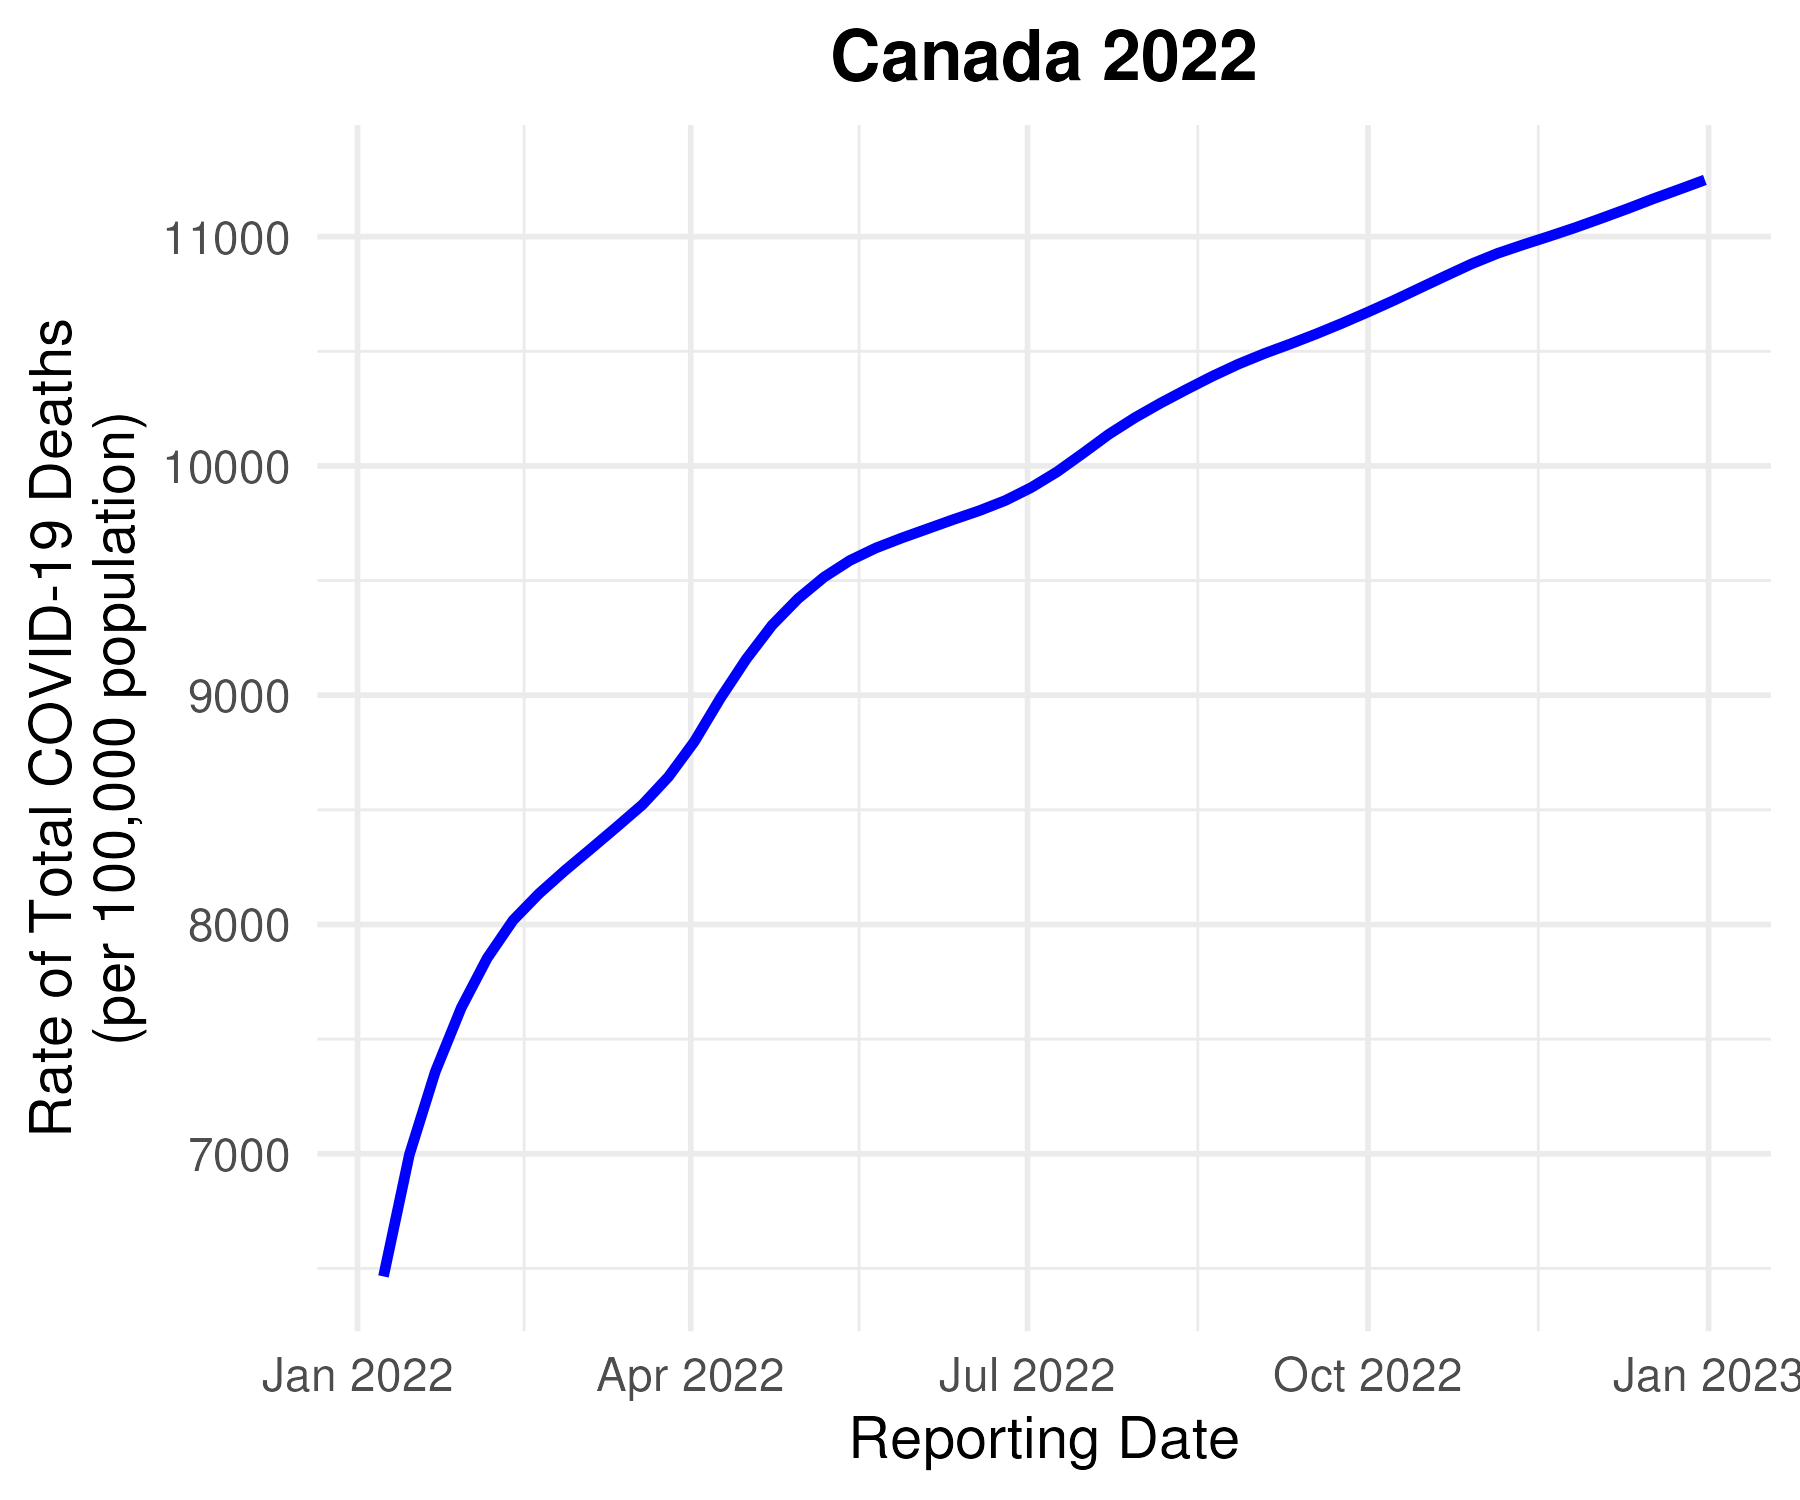 Canada 2022
Rate of Total COVID-19 Deaths
(per 100,000 population)
11000
10000
9000
8000
7000
Jan 2022
Apr 2022
Jul 2022
Oct 2022
Jan 2023
Reporting Date